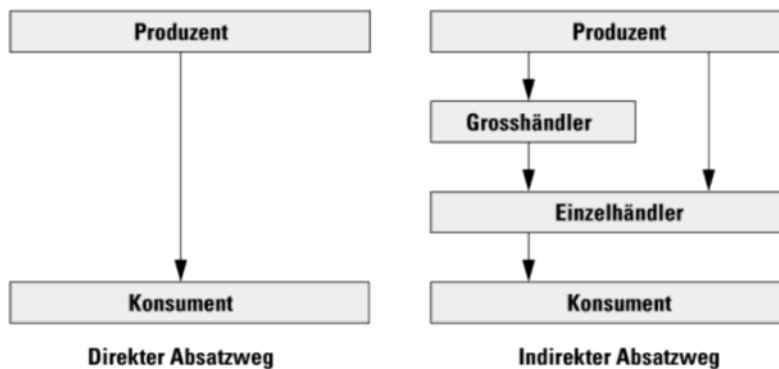 Produzent
Konsument
Direkter Absatzweg
Produzent
Grosshändler
Einzelhändler
Konsument
Indirekter Absatzweg